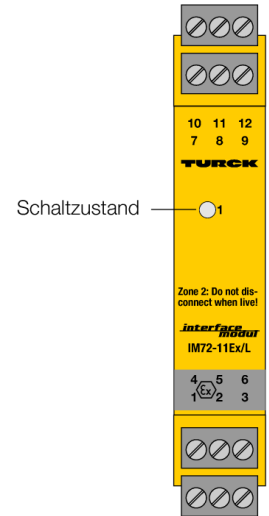 10 11 12
7 8 9
TURCK
Schaltzustand
1
Zone 2: Do not dis-
connect when live!
interface
modul
IM72-11Ex/L
4 5 6
Ex
1 2 3